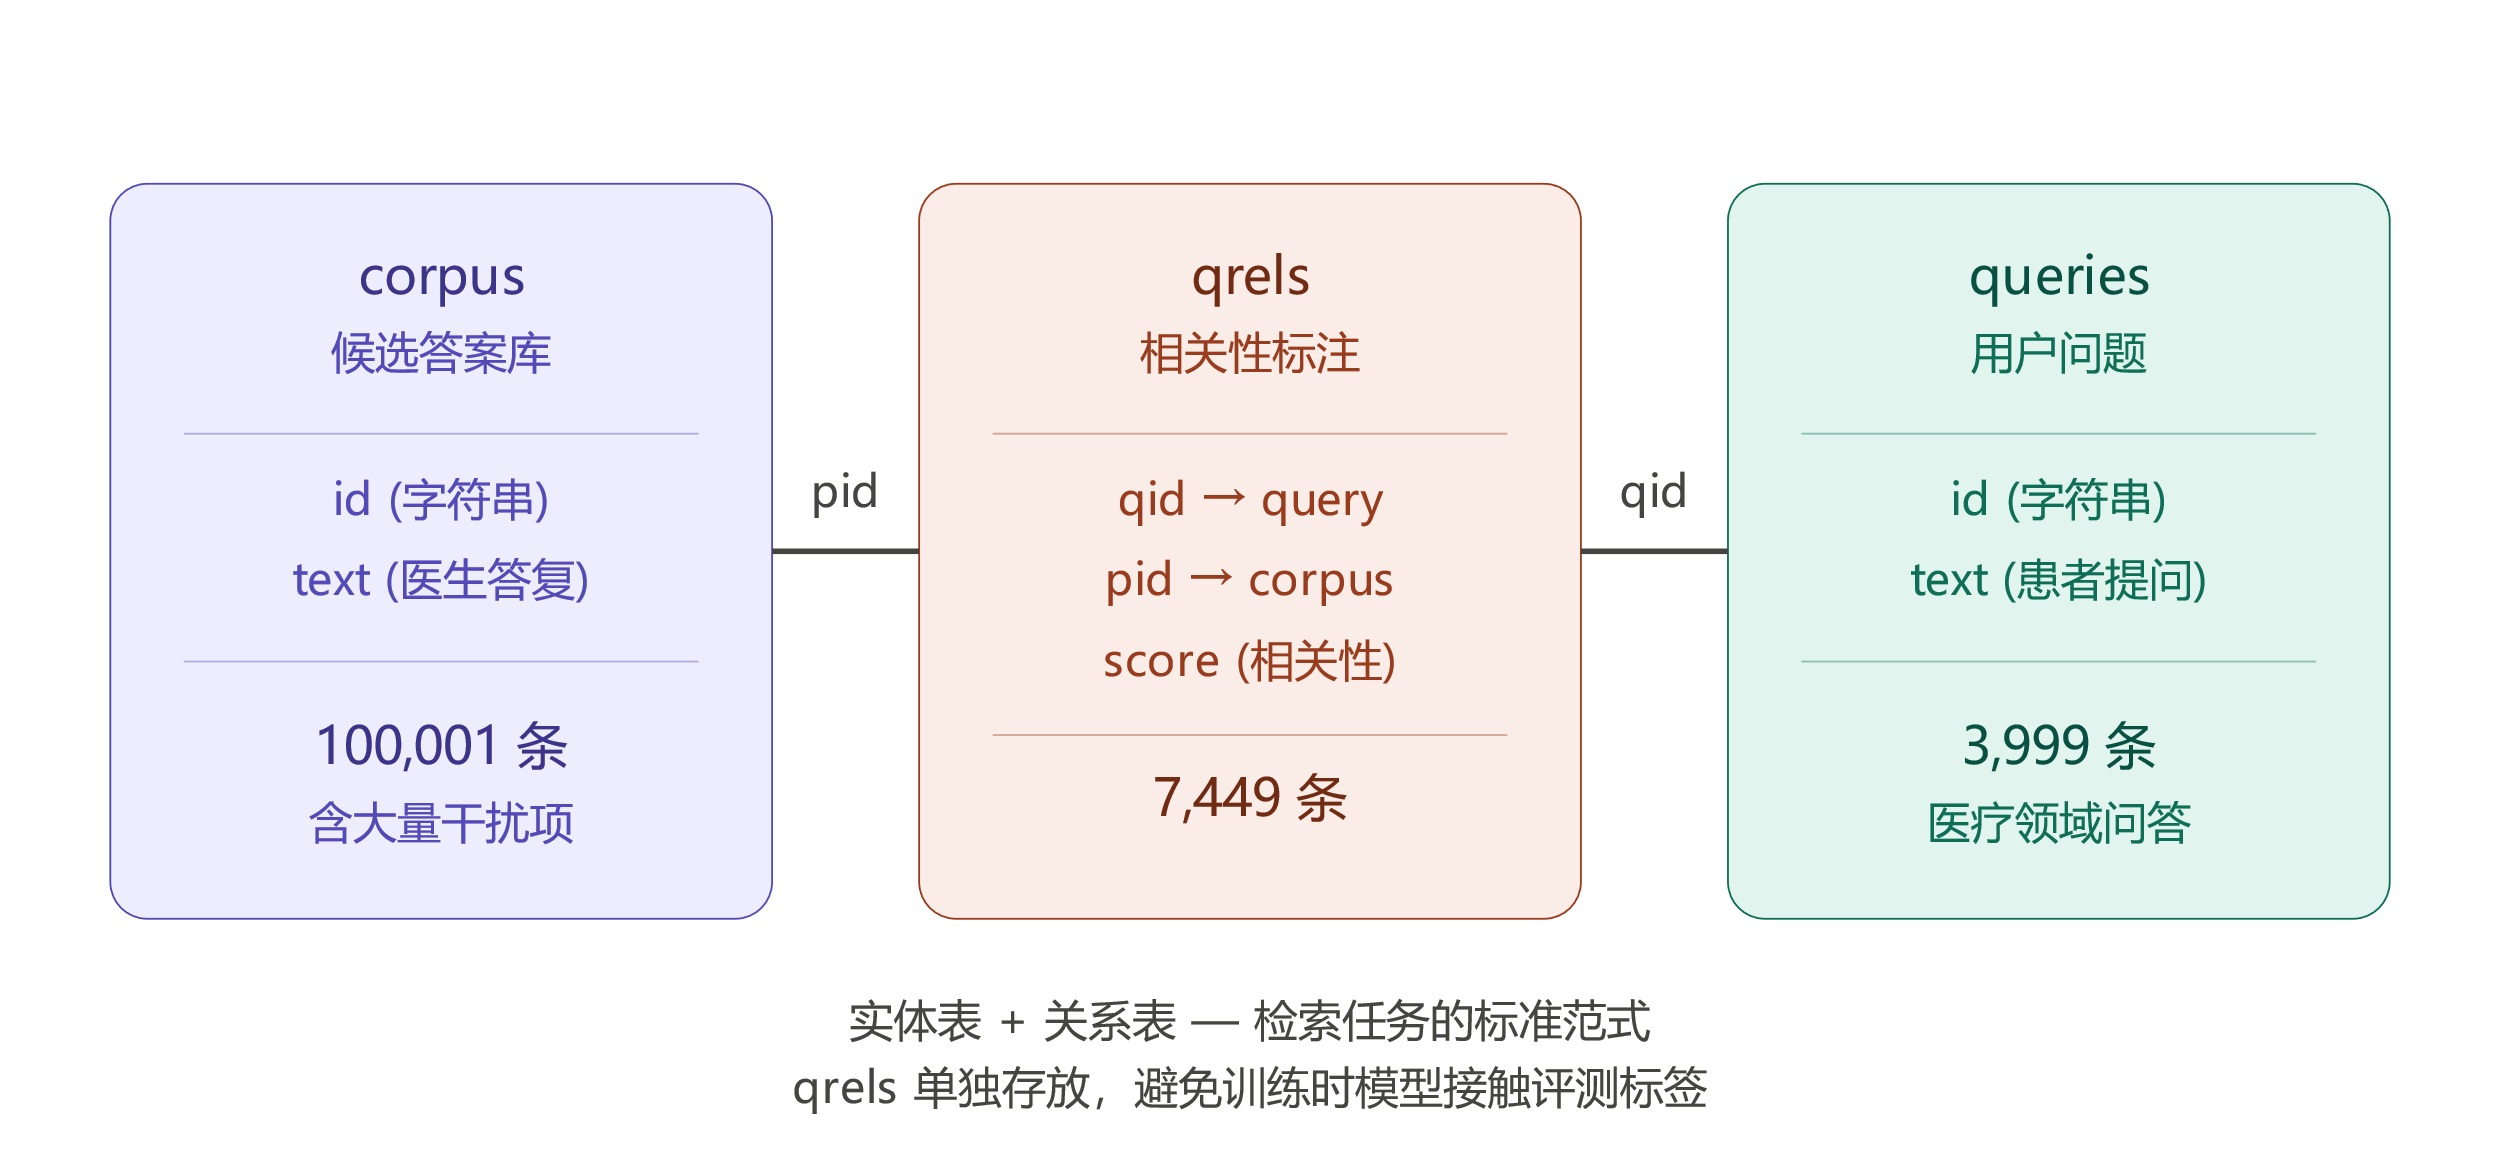 corpus
候选答案库
id (字符串)
text (医生答复)
100,001 条
含大量干扰项
pid
qrels
相关性标注
qid → query
pid → corpus
score (相关性)
7,449 条
qid
queries
用户问题
id (字符串)
text (患者提问)
3,999 条
医疗领域问答
实体表 + 关系表 — 检索任务的标准范式
qrels 单独存放，避免训练时模型接触评测标签